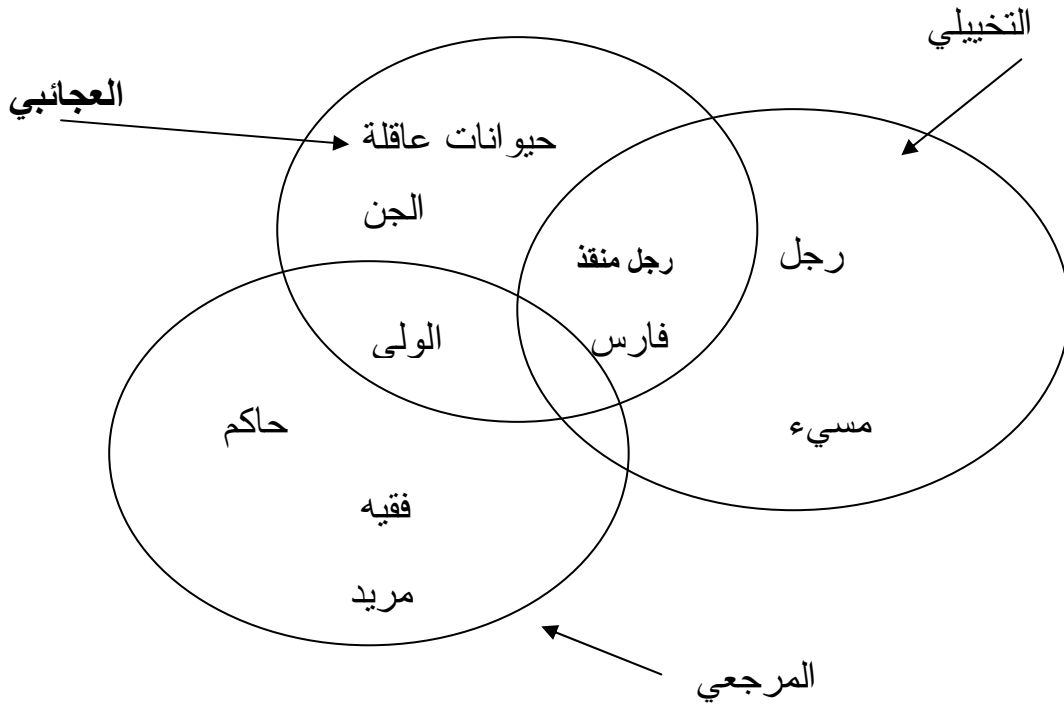 التخييلي
العجائبي
حيوانات عاقلة
الجن
رجل
رجل منقذ
فارس
الولى
مسيء
حاكم
فقيه
مريد
المرجعي